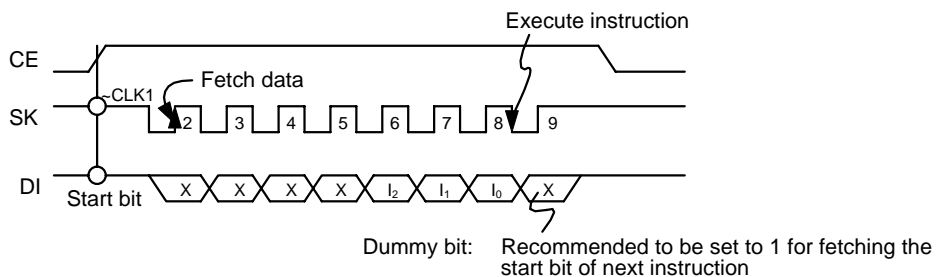 Execute instruction
CE
Fetch data
~CLK1
SK
2 3 4 5 6 7 8 9
DI
X X X X I₂ I₁ I₀ X
Start bit
Dummy bit: Recommended to be set to 1 for fetching the
start bit of next instruction